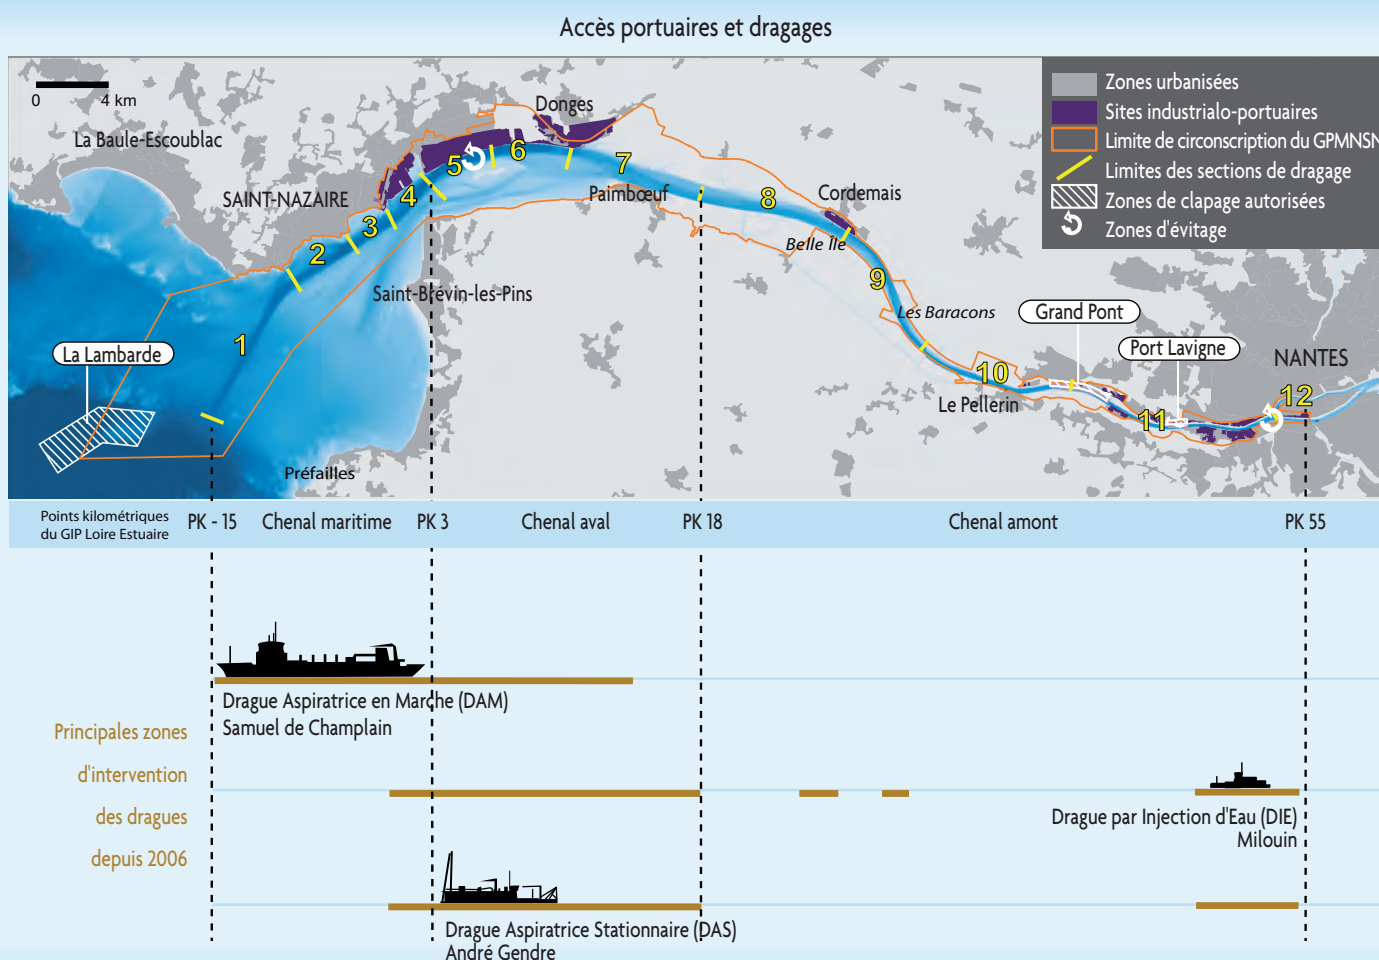 Accès portuaires et dragages
0 4 km
Zones urbanisées
Sites industrialo-portuaires
Limite de circonscription du GPMNSN
Limites des sections de dragage
Zones de clapage autorisées
Zones d'évitage
Donges
La Baule-Escoublac
SAINT-NAZAIRE
Paimbœuf
Cordemais
Belle Île
Saint-Brévin-les-Pins
Les Baracons
Grand Pont
Port Lavigne
NANTES
La Lambarde
Le Pellerin
Préfailles
1
2
3
4
5
6
7
8
9
10
11
12
Points kilométriques
du GIP Loire Estuaire
PK - 15
Chenal maritime
PK 3
Chenal aval
PK 18
Chenal amont
PK 55
Drague Aspiratrice en Marche (DAM)
Samuel de Champlain
Principales zones
d'intervention
des dragues
depuis 2006
Drague par Injection d'Eau (DIE)
Milouin
Drague Aspiratrice Stationnaire (DAS)
André Gendre